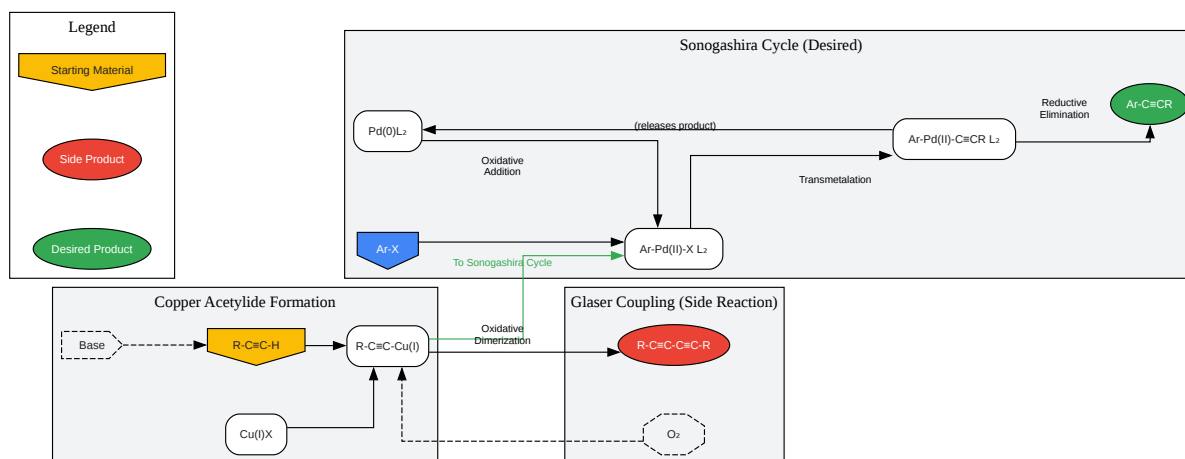 Legend
Starting Material
Side Product
Desired Product
Sonogashira Cycle (Desired)
Pd(0)L₂
(releases product)
Oxidative
Addition
Ar-Pd(II)-C≡CR L₂
Reductive
Elimination
Ar-C≡CR
Transmetalation
Ar-X
Ar-Pd(II)-X L₂
To Sonogashira Cycle
Copper Acetylide Formation
Base
R-C≡C-H
R-C≡C-Cu(I)
Cu(I)X
Oxidative
Dimerization
Glaser Coupling (Side Reaction)
R-C≡C-C≡C-R
O₂